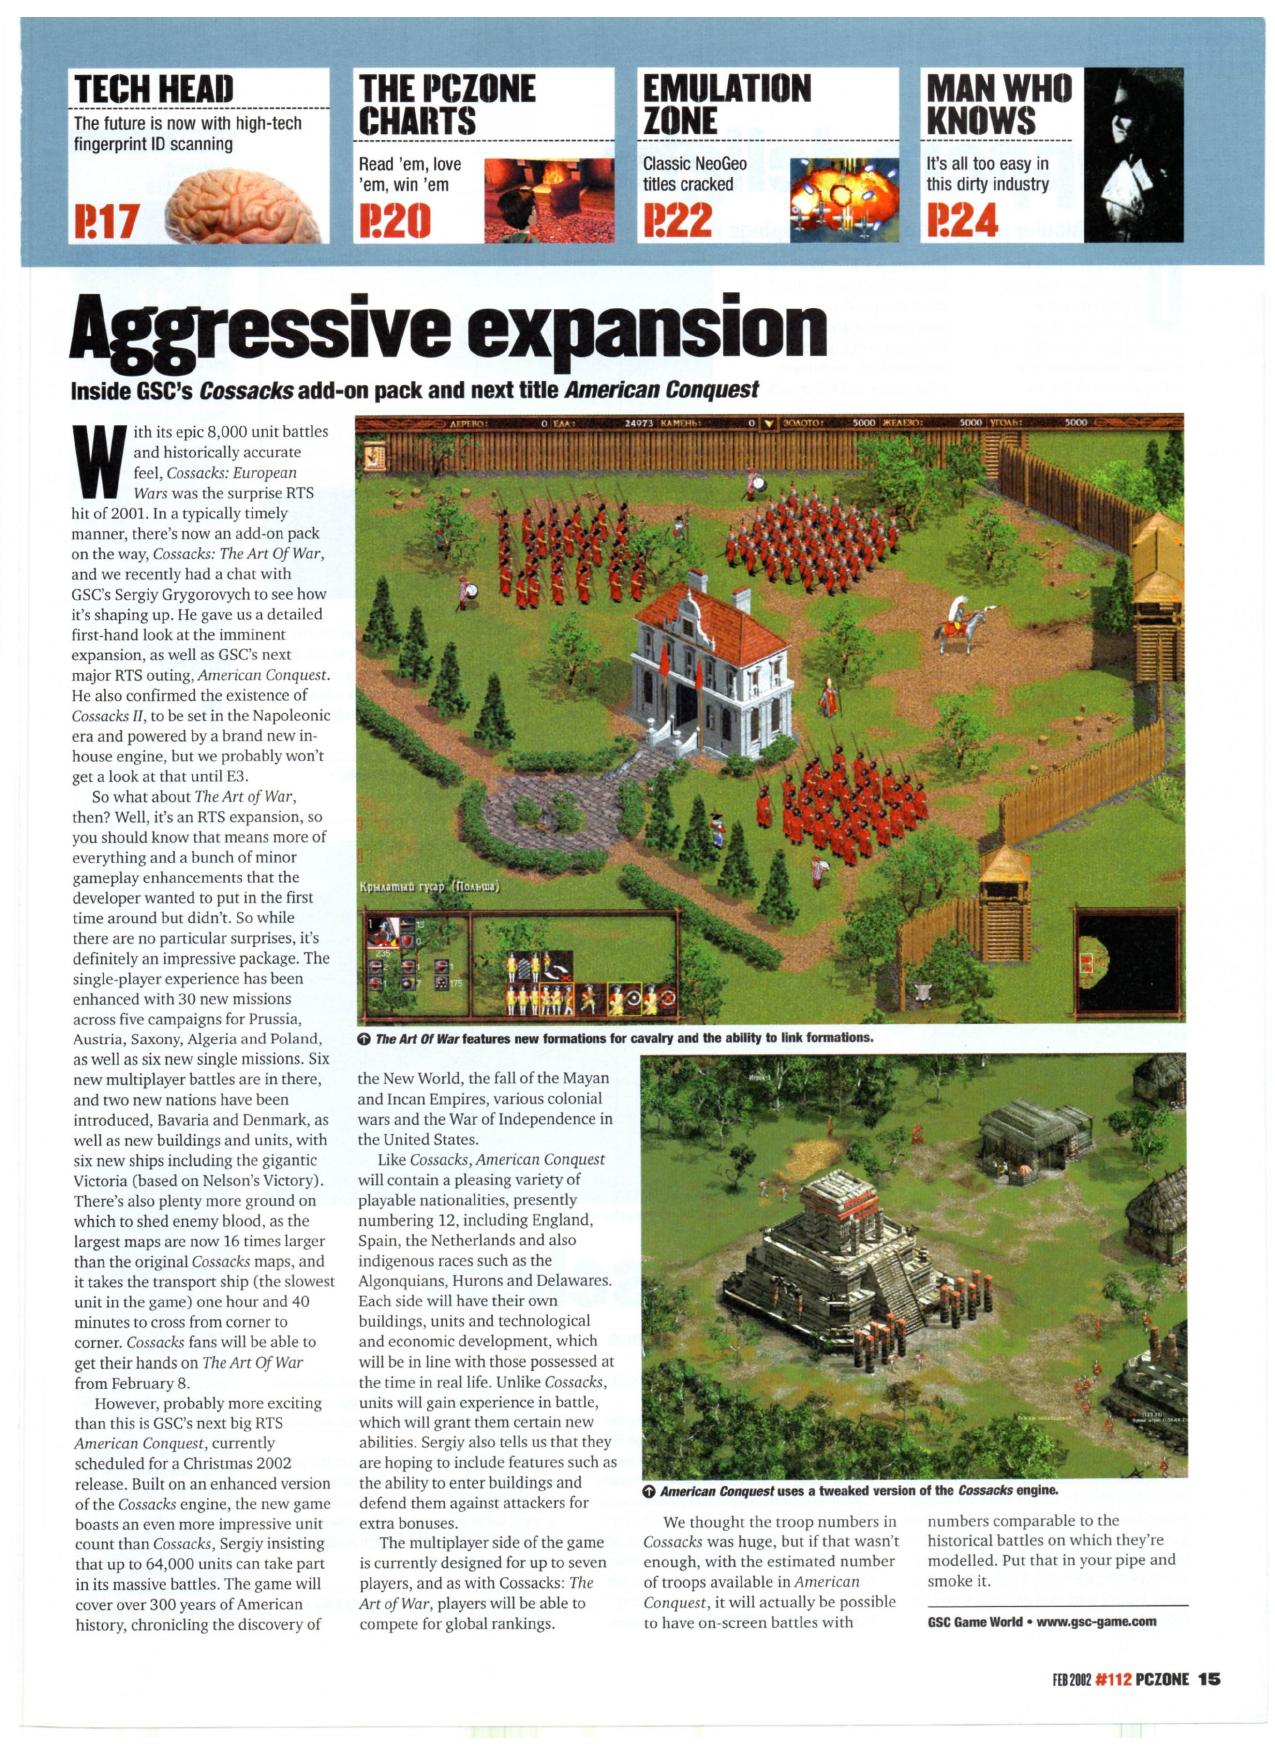 TECH HEAD
The future is now with high-tech
fingerprint ID scanning
P.17
THE PCZONE
CHARTS
Read 'em, love
'em, win 'em
P.20
EMULATION
ZONE
Classic NeoGeo
titles cracked
P.22
MAN WHO
KNOWS
It's all too easy in
this dirty industry
P.24
Aggressive expansion
Inside GSC's Cossacks add-on pack and next title American Conquest
With its epic 8,000 unit battles
and historically accurate
feel, Cossacks: European
Wars was the surprise RTS
hit of 2001. In a typically timely
manner, there's now an add-on pack
on the way, Cossacks: The Art Of War,
and we recently had a chat with
GSC's Sergiy Grygorovych to see how
it's shaping up. He gave us a detailed
first-hand look at the imminent
expansion, as well as GSC's next
major RTS outing, American Conquest.
He also confirmed the existence of
Cossacks II, to be set in the Napoleonic
era and powered by a brand new in-
house engine, but we probably won't
get a look at that until E3.
So what about The Art of War,
then? Well, it's an RTS expansion, so
you should know that means more of
everything and a bunch of minor
gameplay enhancements that the
developer wanted to put in the first
time around but didn't. So while
there are no particular surprises, it's
definitely an impressive package. The
single-player experience has been
enhanced with 30 new missions
across five campaigns for Prussia,
Austria, Saxony, Algeria and Poland,
as well as six new single missions. Six
new multiplayer battles are in there,
and two new nations have been
introduced, Bavaria and Denmark, as
well as new buildings and units, with
six new ships including the gigantic
Victoria (based on Nelson's Victory).
There's also plenty more ground on
which to shed enemy blood, as the
largest maps are now 16 times larger
than the original Cossacks maps, and
it takes the transport ship (the slowest
unit in the game) one hour and 40
minutes to cross from corner to
corner. Cossacks fans will be able to
get their hands on The Art Of War
from February 8.
However, probably more exciting
than this is GSC's next big RTS
American Conquest, currently
scheduled for a Christmas 2002
release. Built on an enhanced version
of the Cossacks engine, the new game
boasts an even more impressive unit
count than Cossacks, Sergiy insisting
that up to 64,000 units can take part
in its massive battles. The game will
cover over 300 years of American
history, chronicling the discovery of
ДЕРЕВО: 0 ЕДА: 24973 КАМЕНЬ: 0 ЗОЛОТО: 5000 ЖЕЛЕЗО: 5000 УГОЛЬ: 5000
Крылатый гусар (Польша)
1
235
175
The Art Of War features new formations for cavalry and the ability to link formations.
the New World, the fall of the Mayan
and Incan Empires, various colonial
wars and the War of Independence in
the United States.
Like Cossacks, American Conquest
will contain a pleasing variety of
playable nationalities, presently
numbering 12, including England,
Spain, the Netherlands and also
indigenous races such as the
Algonquians, Hurons and Delawares.
Each side will have their own
buildings, units and technological
and economic development, which
will be in line with those possessed at
the time in real life. Unlike Cossacks,
units will gain experience in battle,
which will grant them certain new
abilities. Sergiy also tells us that they
are hoping to include features such as
the ability to enter buildings and
defend them against attackers for
extra bonuses.
The multiplayer side of the game
is currently designed for up to seven
players, and as with Cossacks: The
Art of War, players will be able to
compete for global rankings.
American Conquest uses a tweaked version of the Cossacks engine.
We thought the troop numbers in
Cossacks was huge, but if that wasn't
enough, with the estimated number
of troops available in American
Conquest, it will actually be possible
to have on-screen battles with
numbers comparable to the
historical battles on which they're
modelled. Put that in your pipe and
smoke it.
GSC Game World • www.gsc-game.com
FEB 2002 #112 PCZONE 15